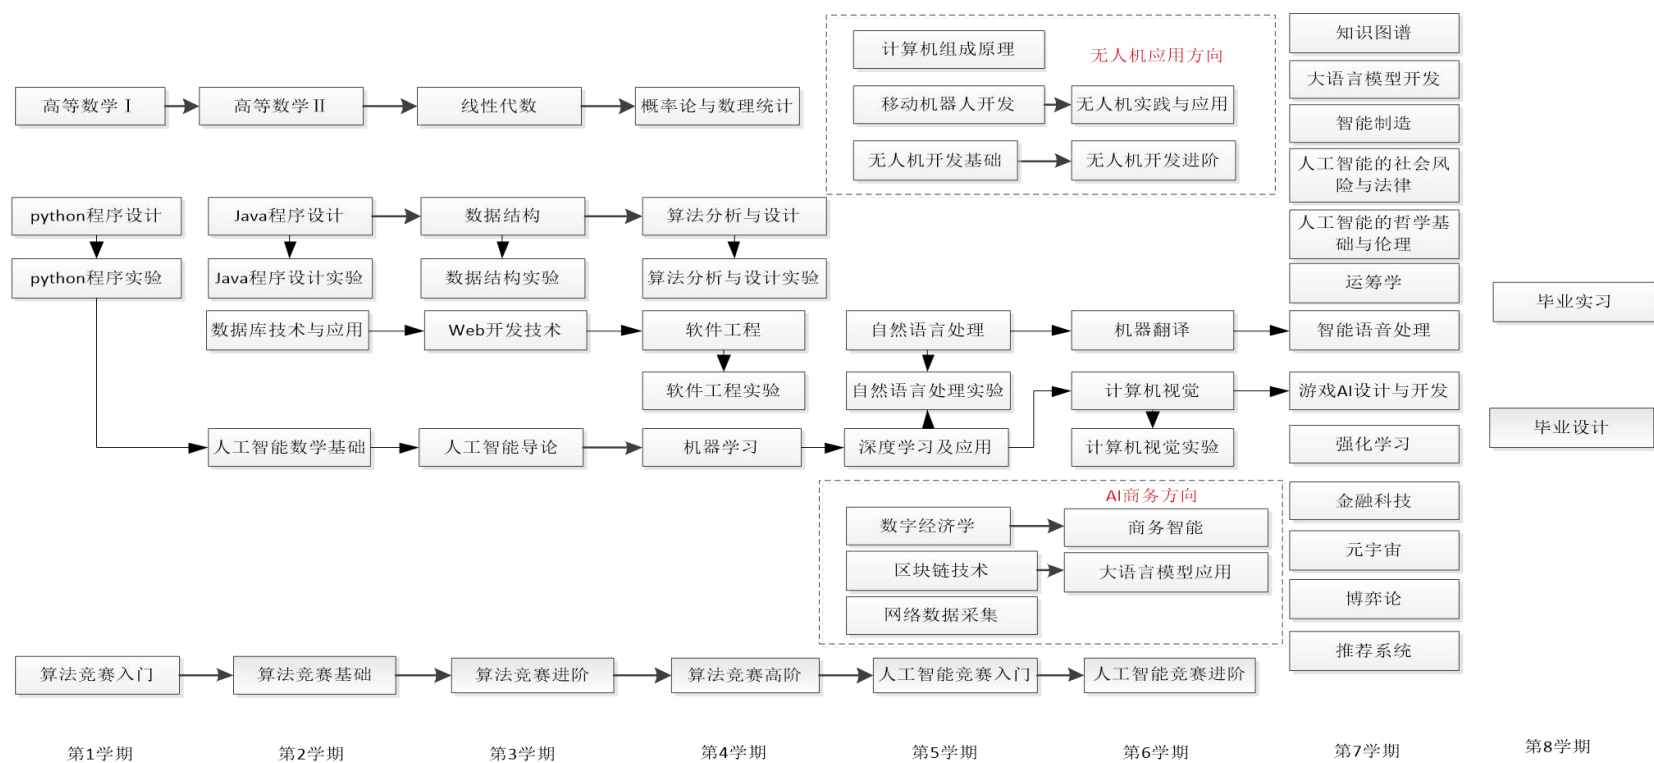 知识图谱
计算机组成原理
无人机应用方向
大语言模型开发
高等数学Ⅰ
高等数学Ⅱ
线性代数
概率论与数理统计
移动机器人开发
无人机实践与应用
智能制造
无人机开发基础
无人机开发进阶
人工智能的社会风
险与法律
python程序设计
Java程序设计
数据结构
算法分析与设计
人工智能的哲学基
础与伦理
python程序实验
Java程序设计实验
数据结构实验
算法分析与设计实验
运筹学
毕业实习
数据库技术与应用
Web开发技术
软件工程
自然语言处理
机器翻译
智能语音处理
软件工程实验
自然语言处理实验
计算机视觉
游戏AI设计与开发
毕业设计
人工智能数学基础
人工智能导论
机器学习
深度学习及应用
计算机视觉实验
强化学习
AI商务方向
金融科技
数字经济学
商务智能
元宇宙
区块链技术
大语言模型应用
网络数据采集
博弈论
推荐系统
算法竞赛入门
算法竞赛基础
算法竞赛进阶
算法竞赛高阶
人工智能竞赛入门
人工智能竞赛进阶
第1学期
第2学期
第3学期
第4学期
第5学期
第6学期
第7学期
第8学期